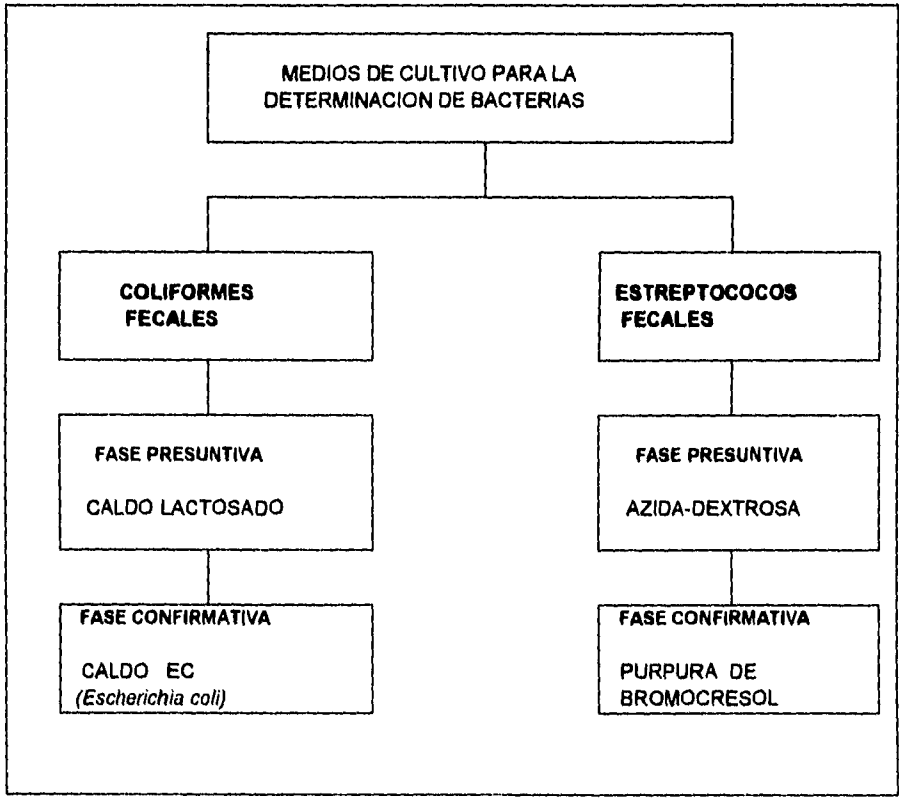 MEDIOS DE CULTIVO PARA LA
DETERMINACION DE BACTERIAS
COLIFORMES
FECALES
ESTREPTOCOCOS
FECALES
FASE PRESUNTIVA
CALDO LACTOSADO
FASE PRESUNTIVA
AZIDA-DEXTROSA
FASE CONFIRMATIVA
CALDO EC
(Escherichia coli)
FASE CONFIRMATIVA
PURPURA DE
BROMOCRESOL